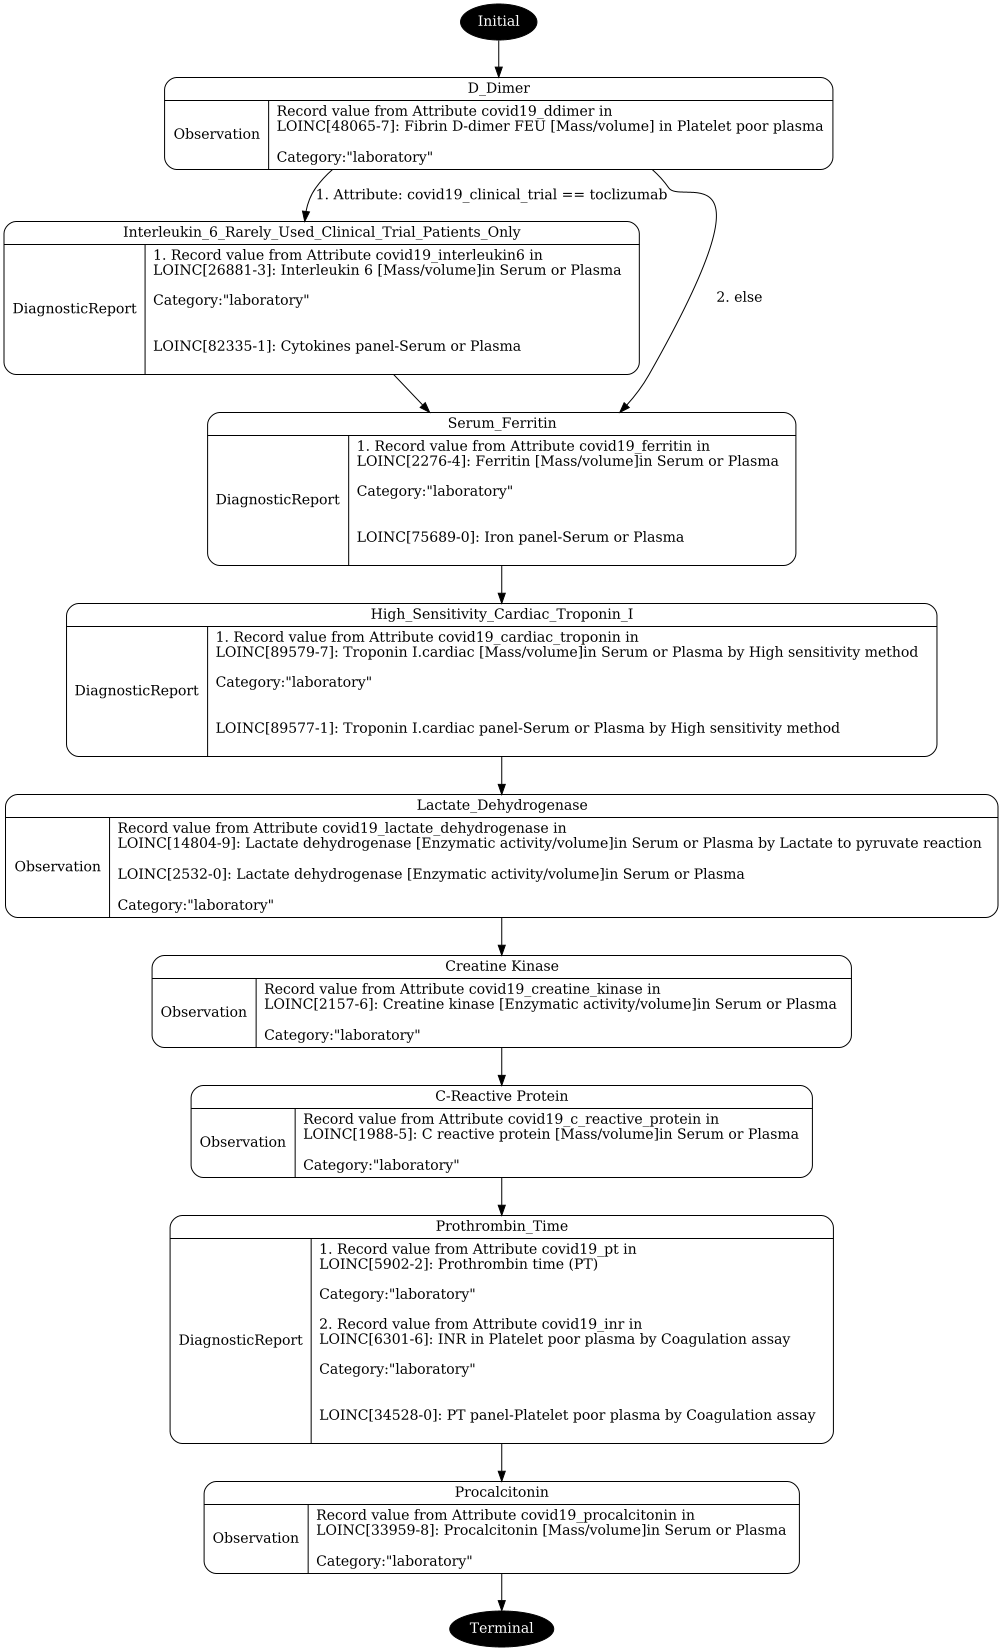 Initial
D_Dimer
Observation
Record value from Attribute covid19_ddimer in
LOINC[48065-7]: Fibrin D-dimer FEU [Mass/volume] in Platelet poor plasma
Category:"laboratory"
1. Attribute: covid19_clinical_trial == toclizumab
Interleukin_6_Rarely_Used_Clinical_Trial_Patients_Only
DiagnosticReport
1. Record value from Attribute covid19_interleukin6 in
LOINC[26881-3]: Interleukin 6 [Mass/volume]in Serum or Plasma
Category:"laboratory"
LOINC[82335-1]: Cytokines panel-Serum or Plasma
2. else
Serum_Ferritin
DiagnosticReport
1. Record value from Attribute covid19_ferritin in
LOINC[2276-4]: Ferritin [Mass/volume]in Serum or Plasma
Category:"laboratory"
LOINC[75689-0]: Iron panel-Serum or Plasma
High_Sensitivity_Cardiac_Troponin_I
DiagnosticReport
1. Record value from Attribute covid19_cardiac_troponin in
LOINC[89579-7]: Troponin I.cardiac [Mass/volume]in Serum or Plasma by High sensitivity method
Category:"laboratory"
LOINC[89577-1]: Troponin I.cardiac panel-Serum or Plasma by High sensitivity method
Lactate_Dehydrogenase
Observation
Record value from Attribute covid19_lactate_dehydrogenase in
LOINC[14804-9]: Lactate dehydrogenase [Enzymatic activity/volume]in Serum or Plasma by Lactate to pyruvate reaction
LOINC[2532-0]: Lactate dehydrogenase [Enzymatic activity/volume]in Serum or Plasma
Category:"laboratory"
Creatine Kinase
Observation
Record value from Attribute covid19_creatine_kinase in
LOINC[2157-6]: Creatine kinase [Enzymatic activity/volume]in Serum or Plasma
Category:"laboratory"
C-Reactive Protein
Observation
Record value from Attribute covid19_c_reactive_protein in
LOINC[1988-5]: C reactive protein [Mass/volume]in Serum or Plasma
Category:"laboratory"
Prothrombin_Time
DiagnosticReport
1. Record value from Attribute covid19_pt in
LOINC[5902-2]: Prothrombin time (PT)
Category:"laboratory"
2. Record value from Attribute covid19_inr in
LOINC[6301-6]: INR in Platelet poor plasma by Coagulation assay
Category:"laboratory"
LOINC[34528-0]: PT panel-Platelet poor plasma by Coagulation assay
Procalcitonin
Observation
Record value from Attribute covid19_procalcitonin in
LOINC[33959-8]: Procalcitonin [Mass/volume]in Serum or Plasma
Category:"laboratory"
Terminal